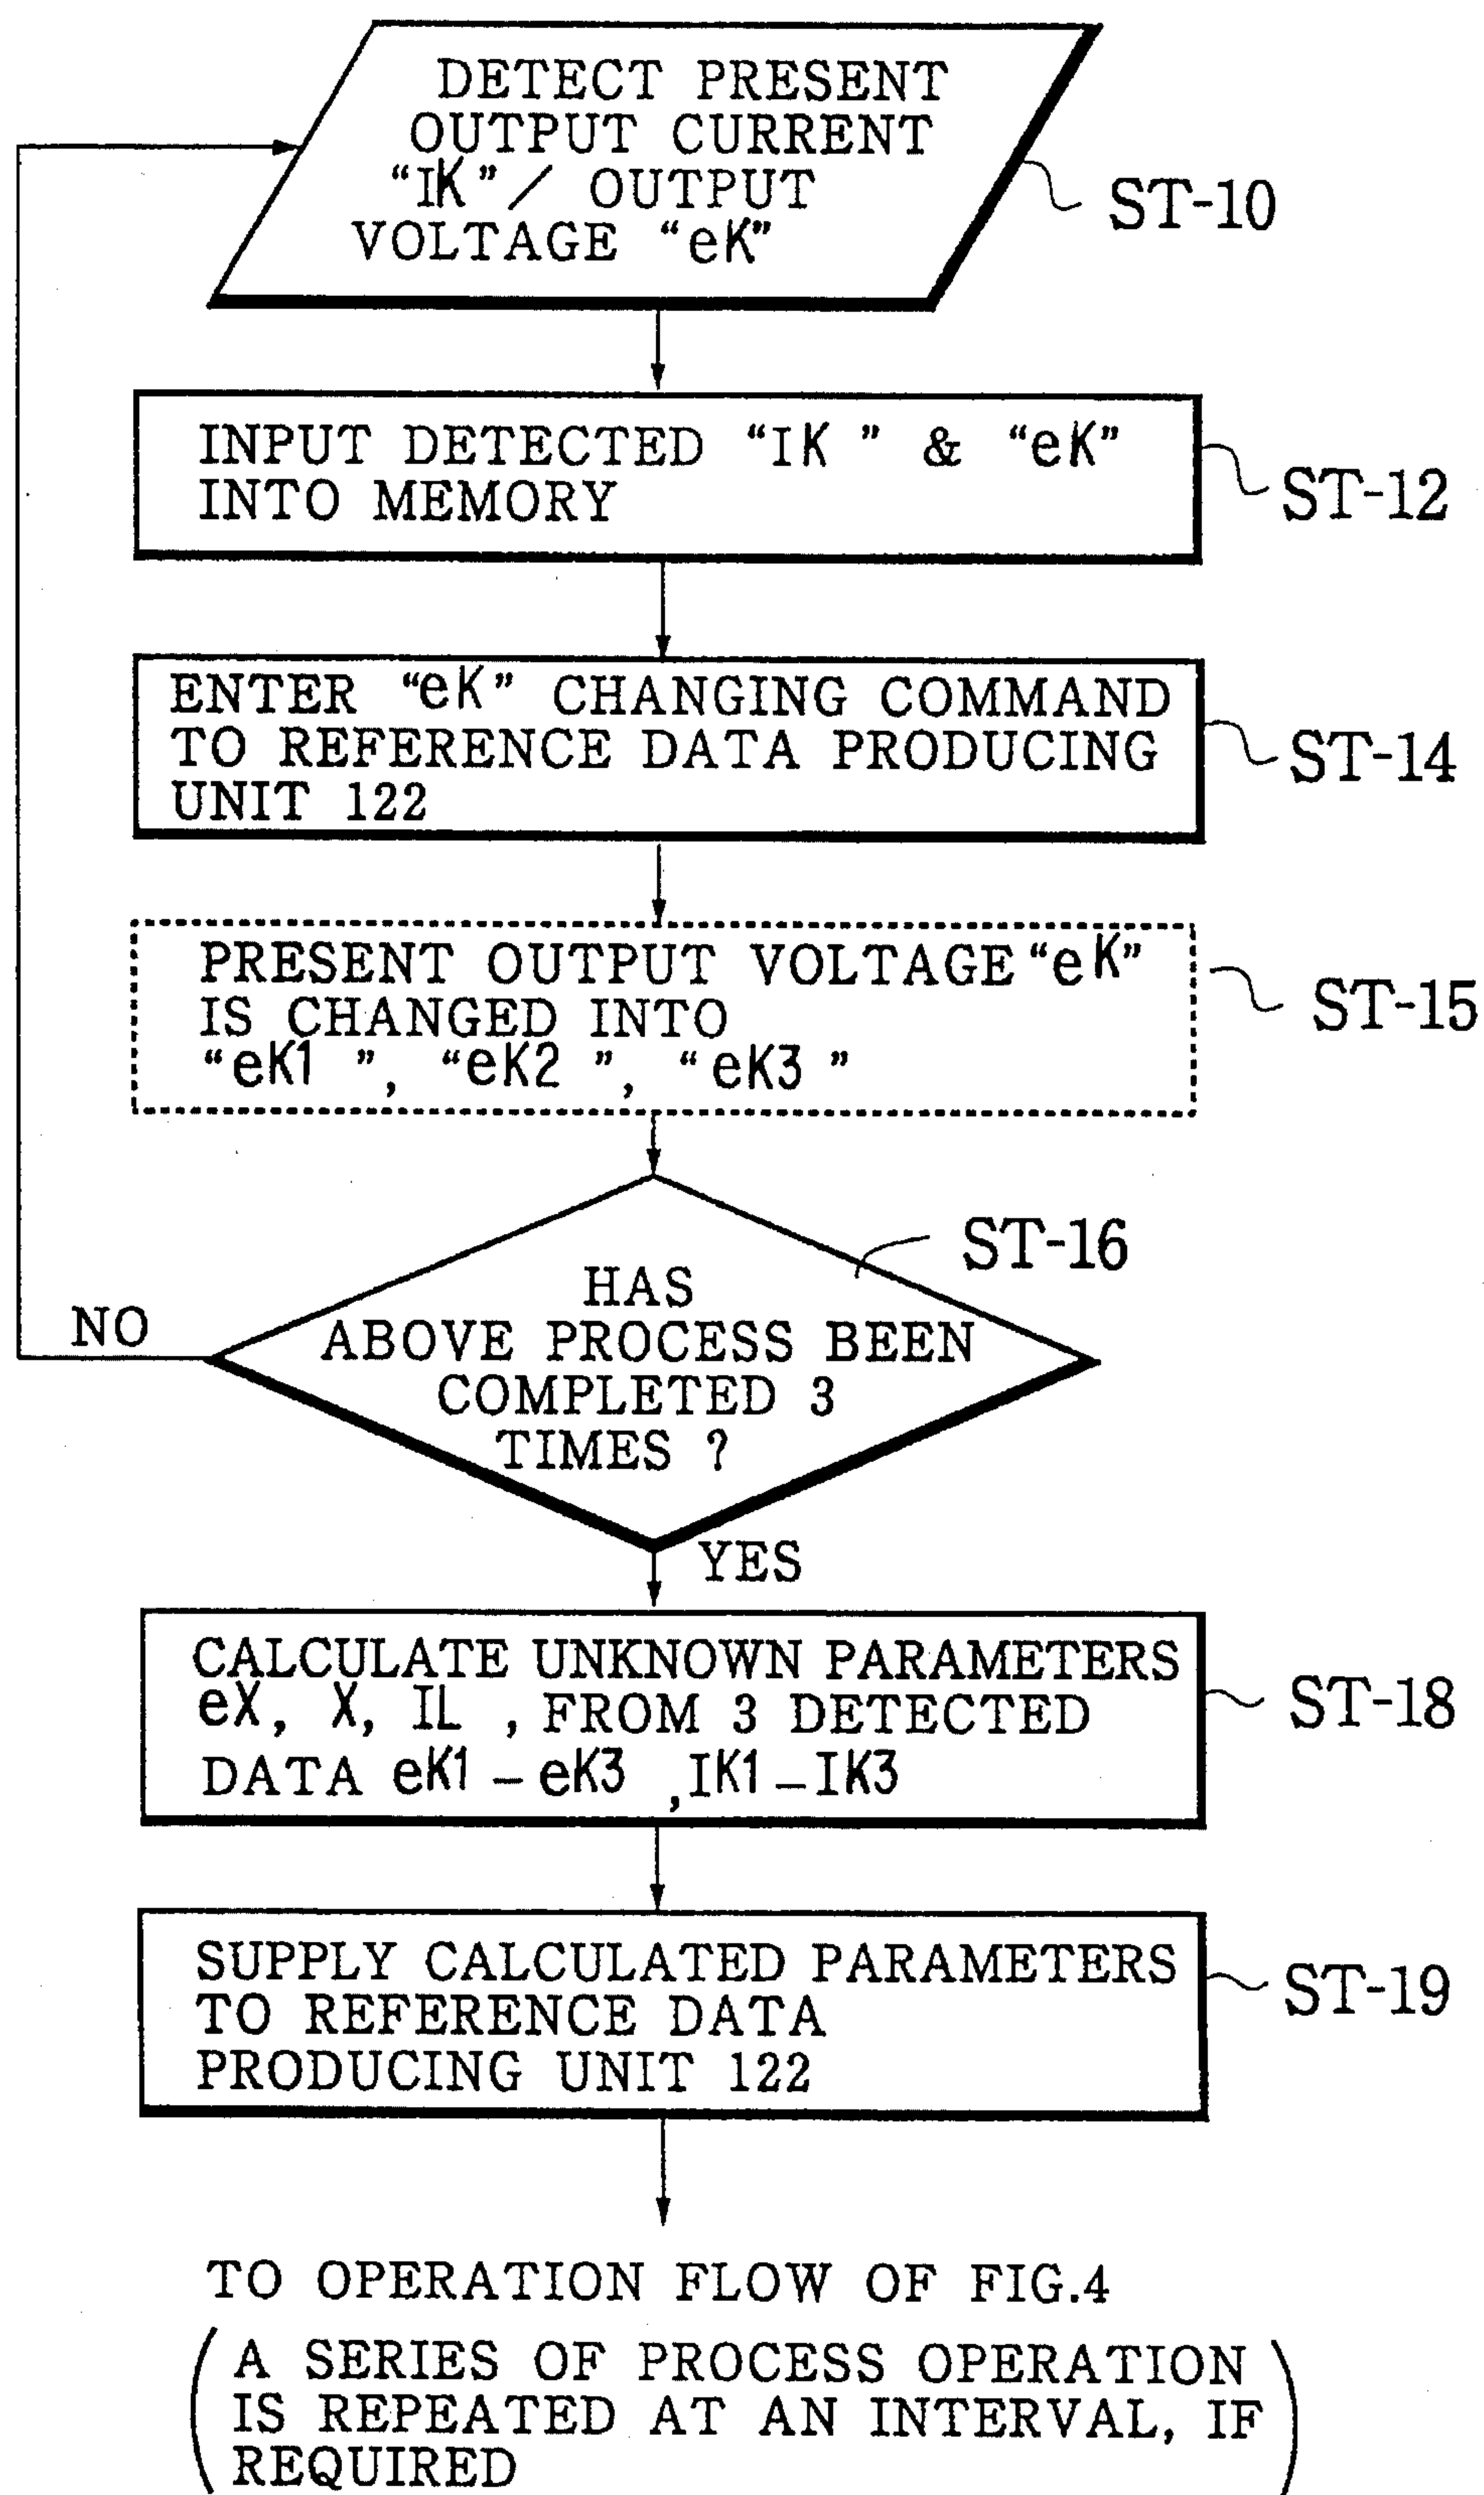 DETECT PRESENT
OUTPUT CURRENT
“IK” / OUTPUT
VOLTAGE “eK”
ST-10
INPUT DETECTED “IK ” & “eK”
INTO MEMORY
ST-12
ENTER “eK” CHANGING COMMAND
TO REFERENCE DATA PRODUCING
UNIT 122
ST-14
PRESENT OUTPUT VOLTAGE “eK”
IS CHANGED INTO
“eK1 ”, “eK2 ”, “eK3 ”
ST-15
ST-16
HAS
ABOVE PROCESS BEEN
COMPLETED 3
TIMES ?
NO
YES
CALCULATE UNKNOWN PARAMETERS
eX, X, IL , FROM 3 DETECTED
DATA eK1 – eK3 , IK1 – IK3
ST-18
SUPPLY CALCULATED PARAMETERS
TO REFERENCE DATA
PRODUCING UNIT 122
ST-19
TO OPERATION FLOW OF FIG.4
( A SERIES OF PROCESS OPERATION
IS REPEATED AT AN INTERVAL, IF
REQUIRED )